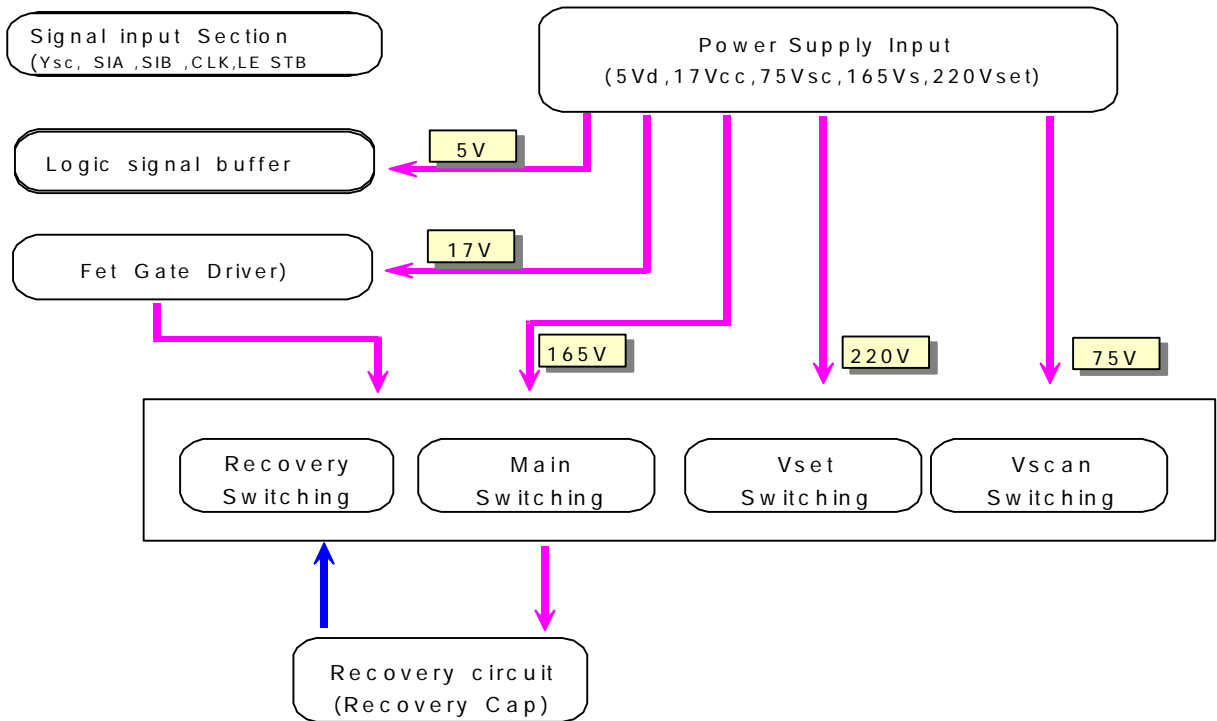 Signal input Section
(Ysc, SIA ,SIB ,CLK,LE STB
Power Supply Input
(5Vd,17Vcc,75Vsc,165Vs,220Vset)
Logic signal buffer
5V
Fet Gate Driver)
17V
165V
220V
75V
Recovery
Switching
Main
Switching
Vset
Switching
Vscan
Switching
Recovery circuit
(Recovery Cap)